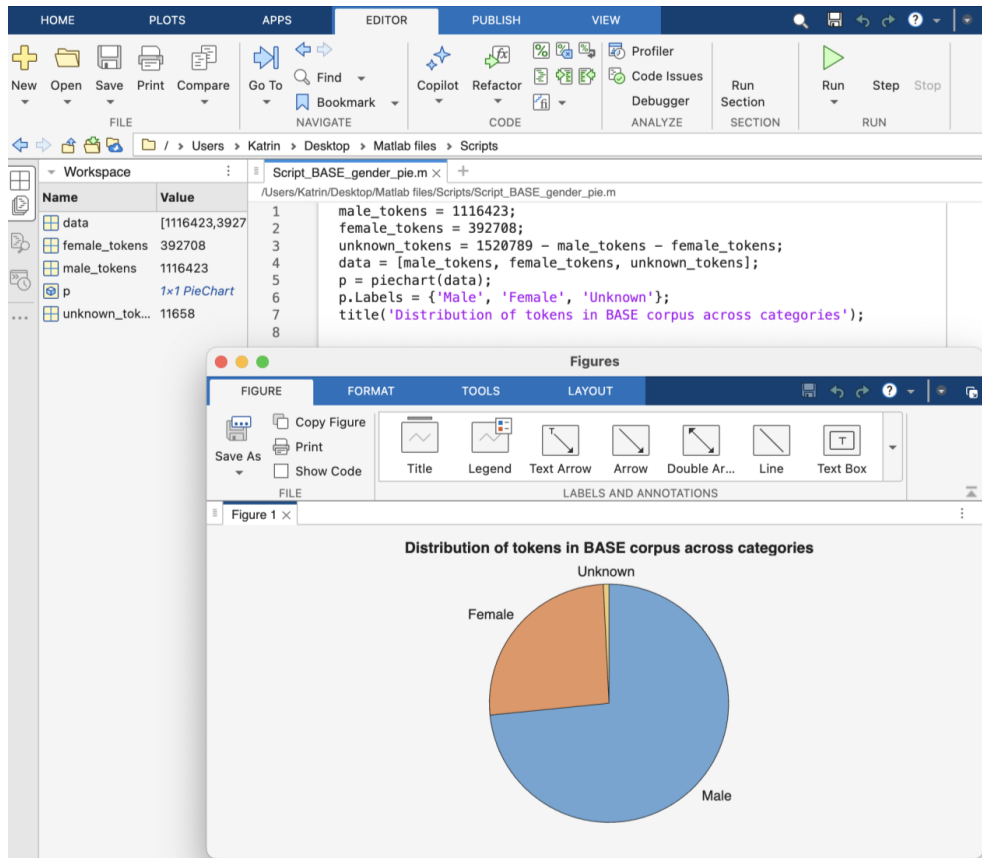 HOME PLOTS APPS EDITOR PUBLISH VIEW
New Open Save Print Compare Go To Find Bookmark Copilot Refactor Profiler Code Issues Debugger Run Section Run Step Stop
FILE NAVIGATE CODE ANALYZE SECTION RUN
/ > Users > Katrin > Desktop > Matlab files > Scripts
Workspace
Name Value
data [1116423,3927
female_tokens 392708
male_tokens 1116423
p 1×1 PieChart
unknown_tok... 11658
Script_BASE_gender_pie.m
/Users/Katrin/Desktop/Matlab files/Scripts/Script_BASE_gender_pie.m
1 male_tokens = 1116423;
2 female_tokens = 392708;
3 unknown_tokens = 1520789 - male_tokens - female_tokens;
4 data = [male_tokens, female_tokens, unknown_tokens];
5 p = piechart(data);
6 p.Labels = {'Male', 'Female', 'Unknown'};
7 title('Distribution of tokens in BASE corpus across categories');
8
Figures
FIGURE FORMAT TOOLS LAYOUT
Save As Copy Figure Print Show Code
Title Legend Text Arrow Arrow Double Ar... Line Text Box
FILE LABELS AND ANNOTATIONS
Figure 1
Distribution of tokens in BASE corpus across categories
Unknown
Female
Male